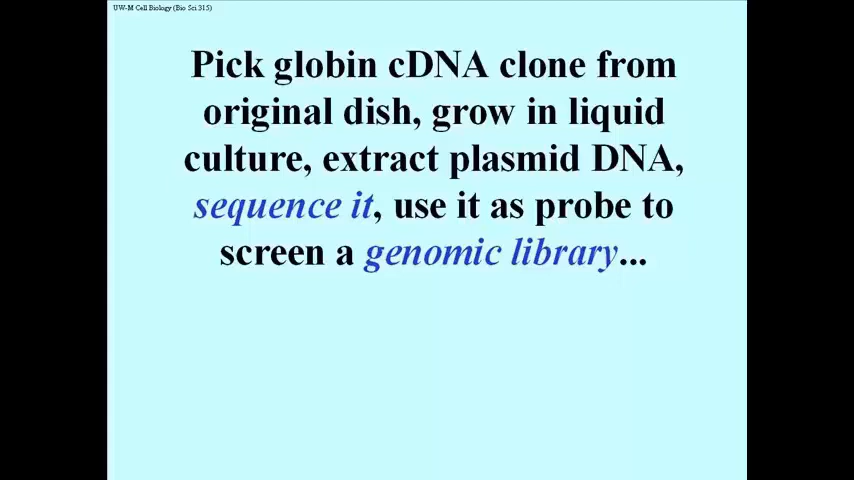 UW-M Cell Biology (Bio Sci 315)
Pick globin cDNA clone from
original dish, grow in liquid
culture, extract plasmid DNA,
sequence it, use it as probe to
screen a genomic library...